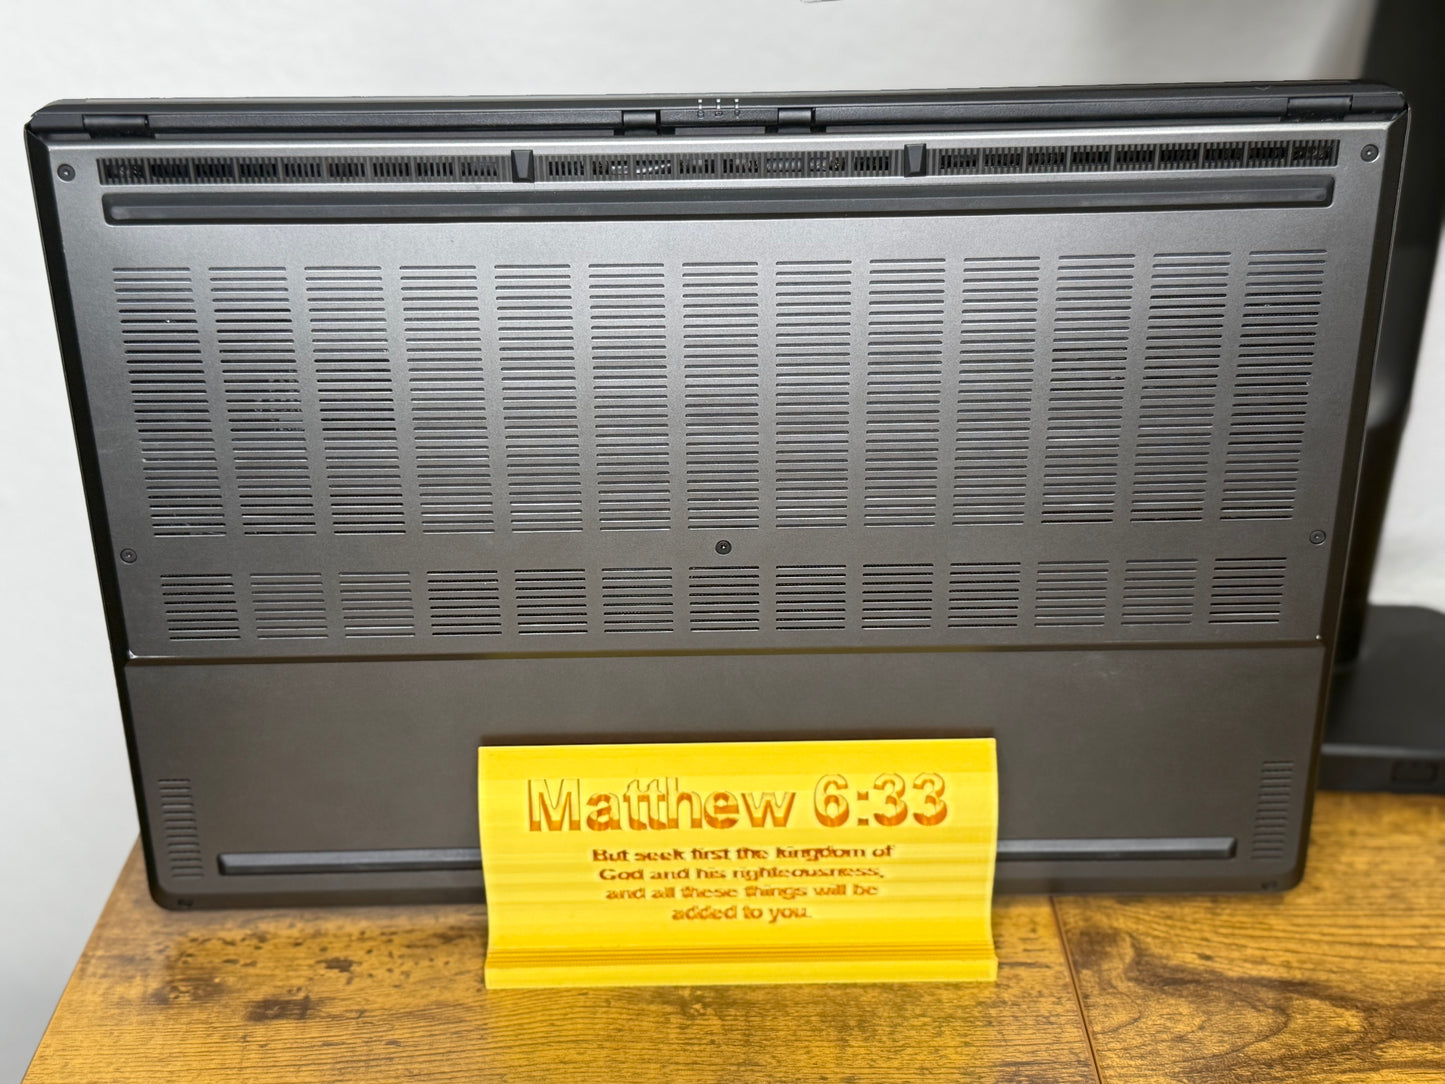 Matthew 6:33
But seek first the kingdom of
God and his righteousness,
and all these things will be
added to you.